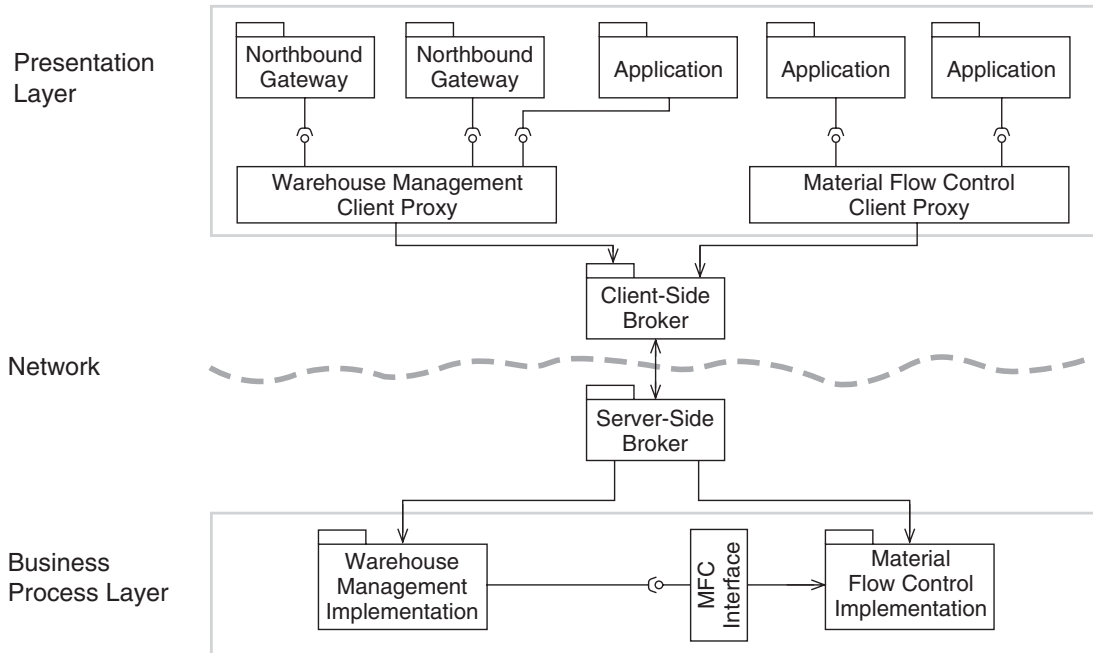 Presentation
Layer
Northbound
Gateway
Northbound
Gateway
Application
Application
Application
Warehouse Management
Client Proxy
Material Flow Control
Client Proxy
Client-Side
Broker
Network
Server-Side
Broker
Business
Process Layer
Warehouse
Management
Implementation
MFC
Interface
Material
Flow Control
Implementation